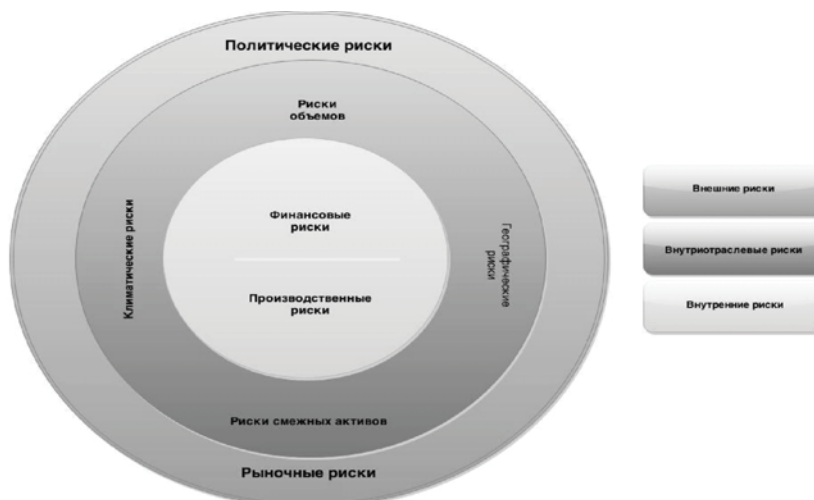 Политические риски
Риски
объемов
Климатические риски
Финансовые
риски
Производственные
риски
Географические
риски
Риски смежных активов
Рыночные риски
Внешние риски
Внутриотраслевые риски
Внутренние риски